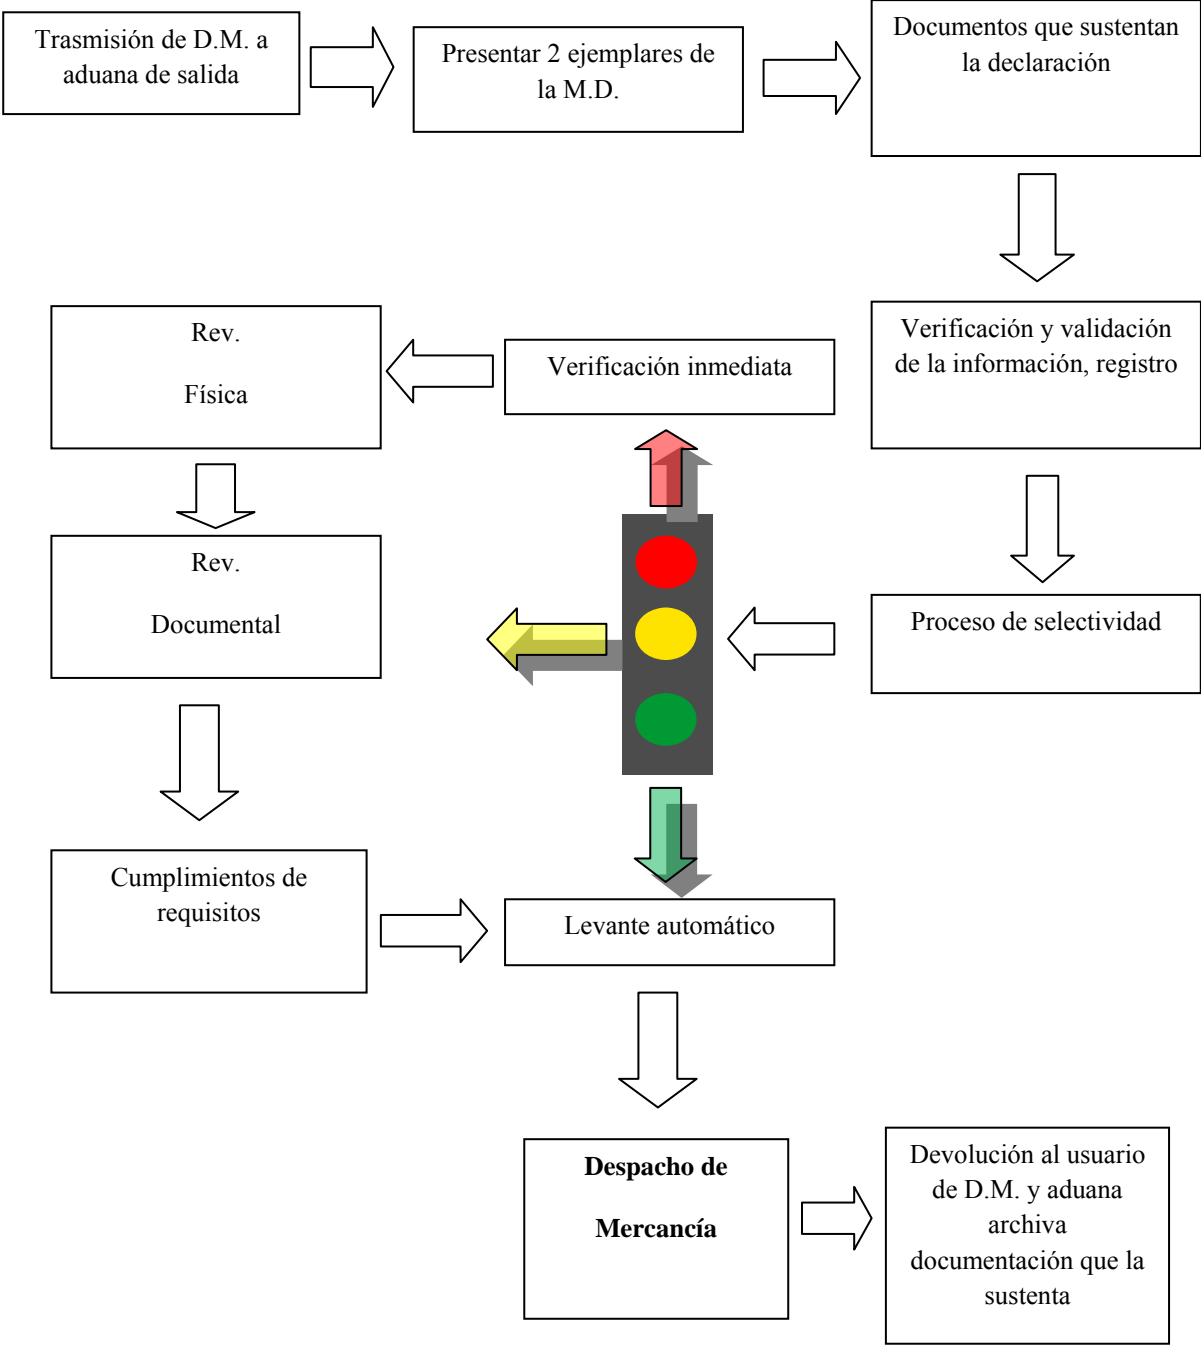 Trasmisión de D.M. a
aduana de salida
Presentar 2 ejemplares de
la M.D.
Documentos que sustentan
la declaración
Verificación y validación
de la información, registro
Proceso de selectividad
Verificación inmediata
Rev.
Física
Rev.
Documental
Cumplimientos de
requisitos
Levante automático
Despacho de
Mercancía
Devolución al usuario
de D.M. y aduana
archiva
documentación que la
sustenta